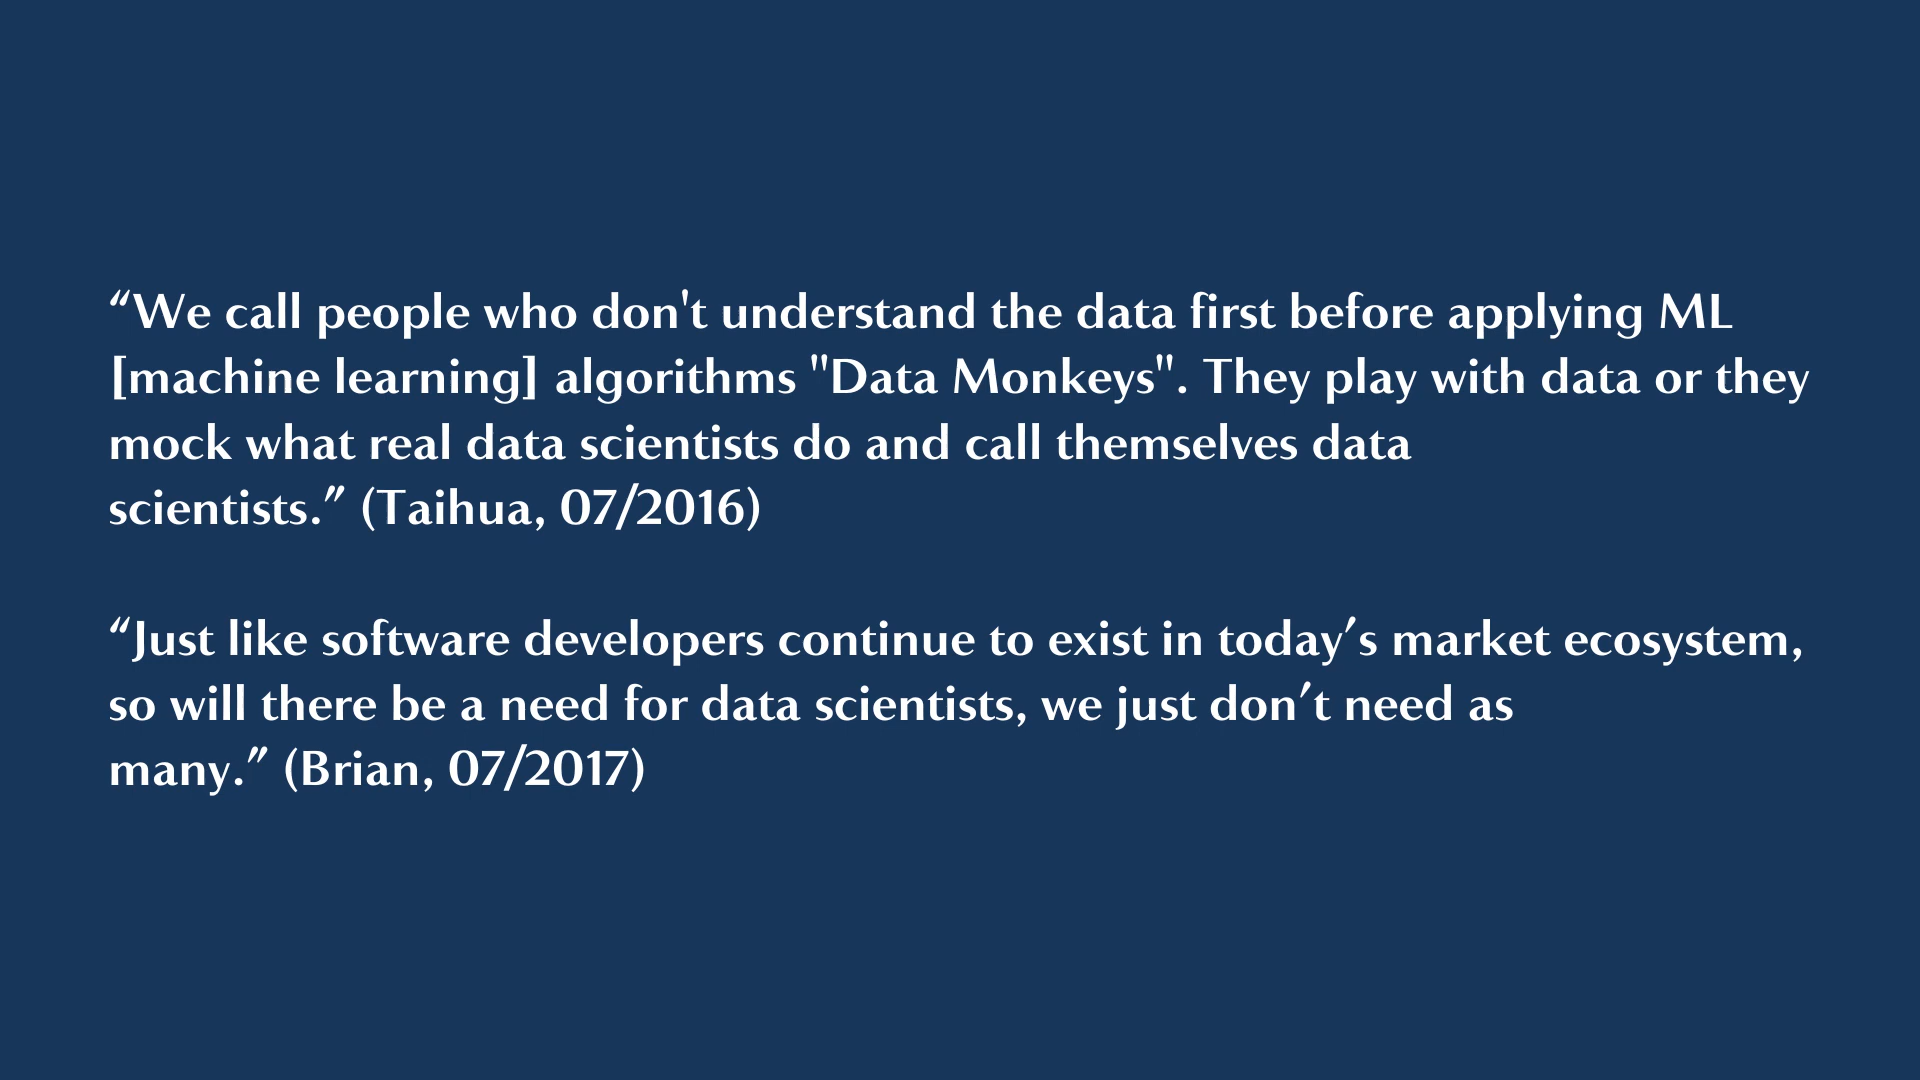 “We call people who don't understand the data first before applying ML
[machine learning] algorithms "Data Monkeys". They play with data or they
mock what real data scientists do and call themselves data
scientists.” (Taihua, 07/2016)
“Just like software developers continue to exist in today’s market ecosystem,
so will there be a need for data scientists, we just don’t need as
many.” (Brian, 07/2017)